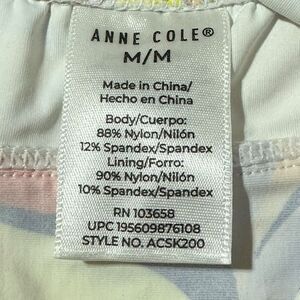 ANNE COLE®
M/M
Made in China/
Hecho en China
Body/Cuerpo:
88% Nylon/Nilón
12% Spandex/Spandex
Lining/Forro:
90% Nylon/Nilón
10% Spandex/Spandex
RN 103658
UPC 195609876108
STYLE NO. ACSK200